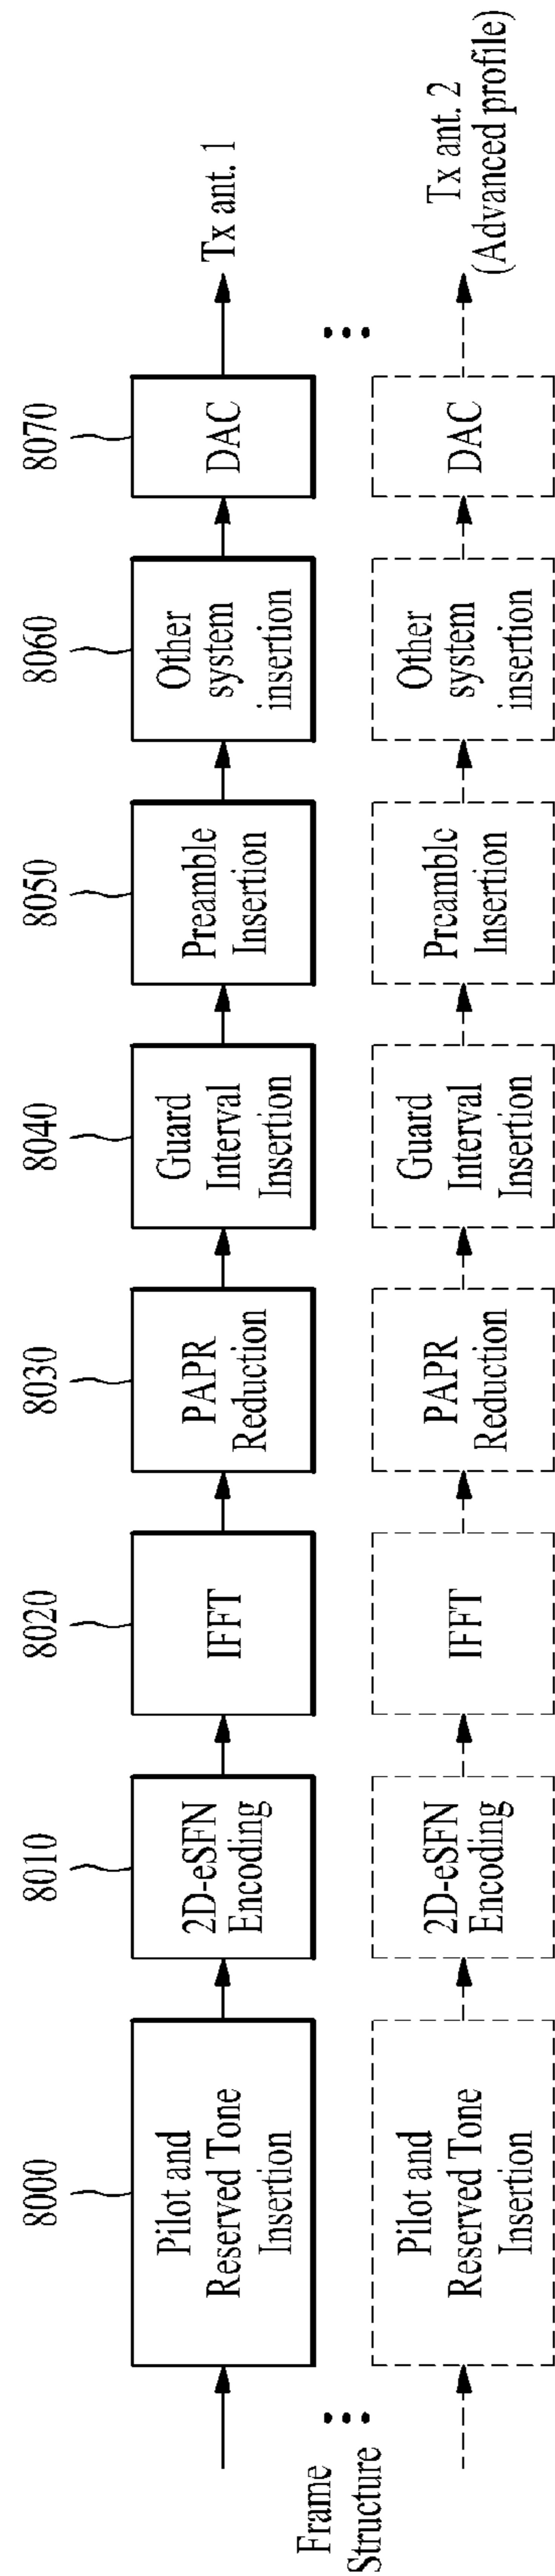 8000
8010
8020
8030
8040
8050
8060
8070
Pilot and
Reserved Tone
Insertion
2D-eSFN
Encoding
IFFT
PAPR
Reduction
Guard
Interval
Insertion
Preamble
Insertion
Other
system
insertion
DAC
Tx ant. 1
Frame
Structure
Pilot and
Reserved Tone
Insertion
2D-eSFN
Encoding
IFFT
PAPR
Reduction
Guard
Interval
Insertion
Preamble
Insertion
Other
system
insertion
DAC
Tx ant. 2
(Advanced profile)